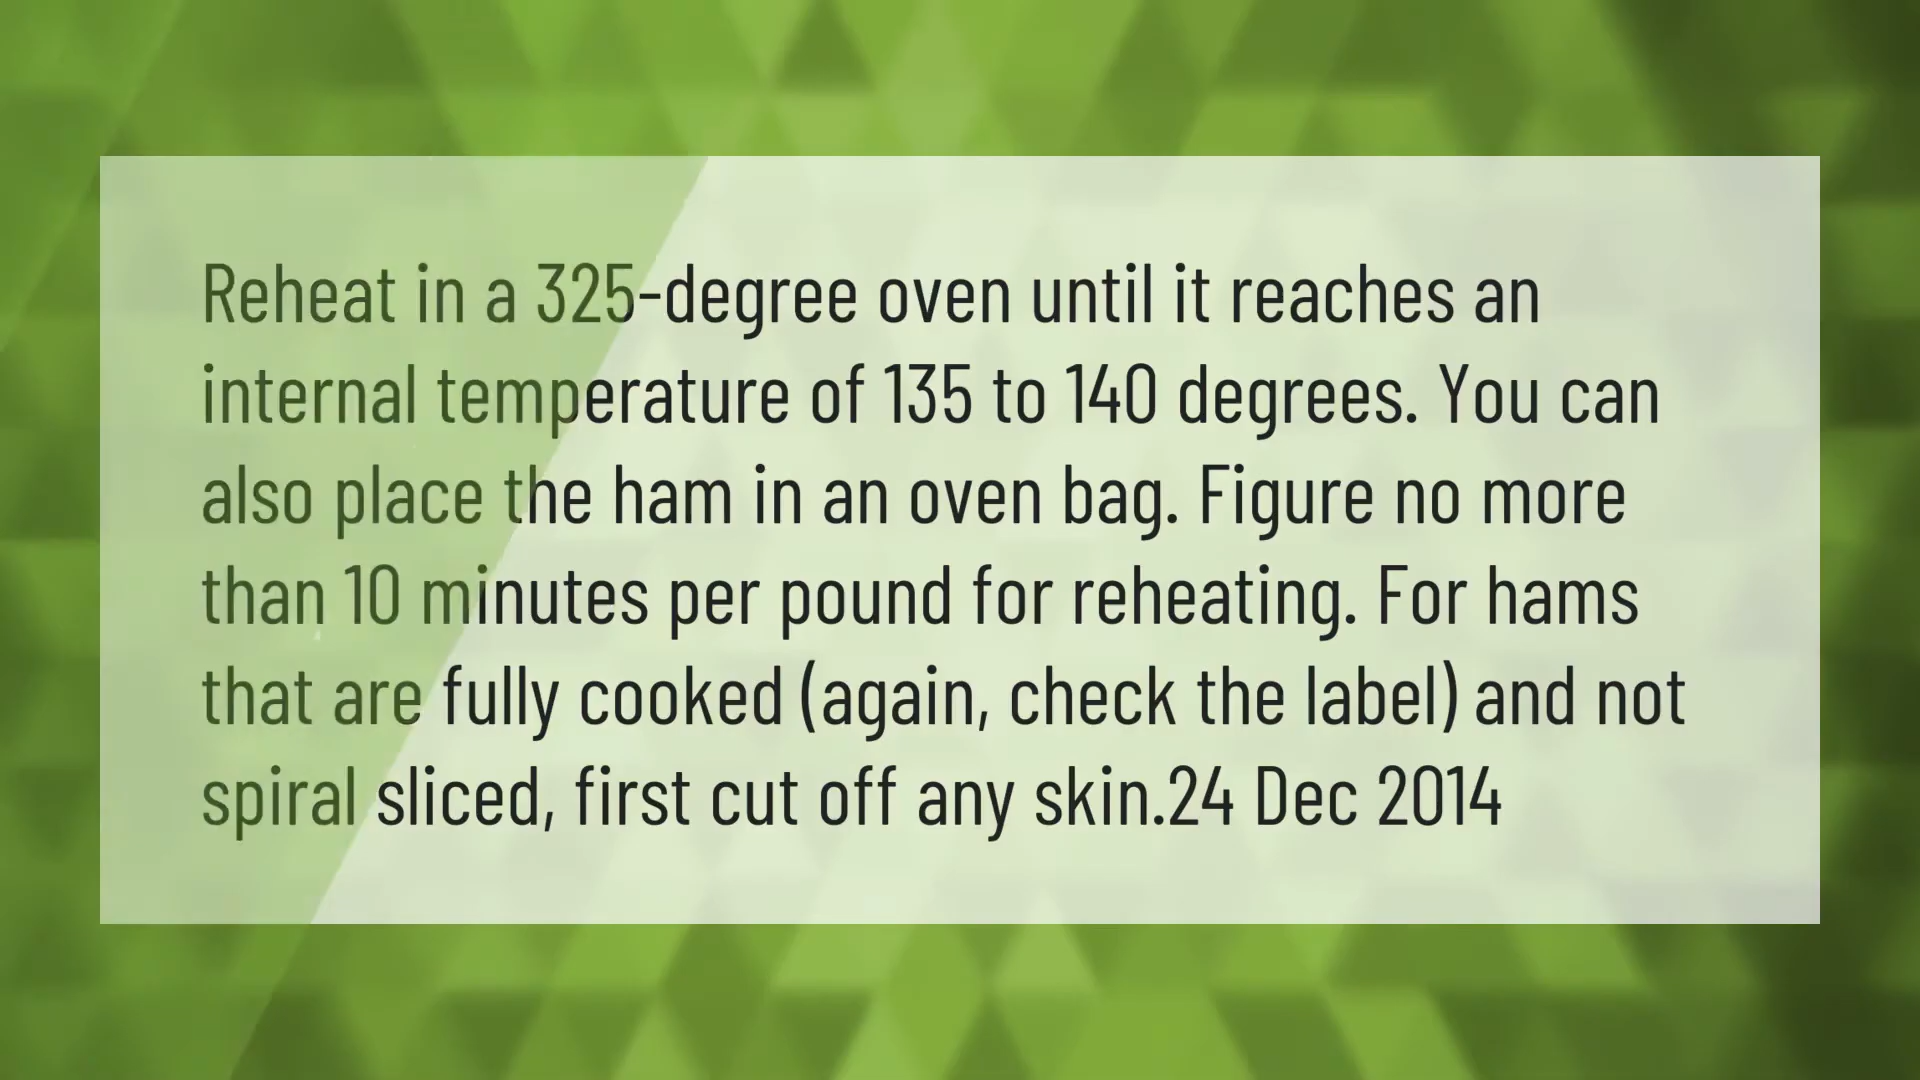 Reheat in a 325-degree oven until it reaches an
internal temperature of 135 to 140 degrees. You can
also place the ham in an oven bag. Figure no more
than 10 minutes per pound for reheating. For hams
that are fully cooked (again, check the label) and not
spiral sliced, first cut off any skin.24 Dec 2014